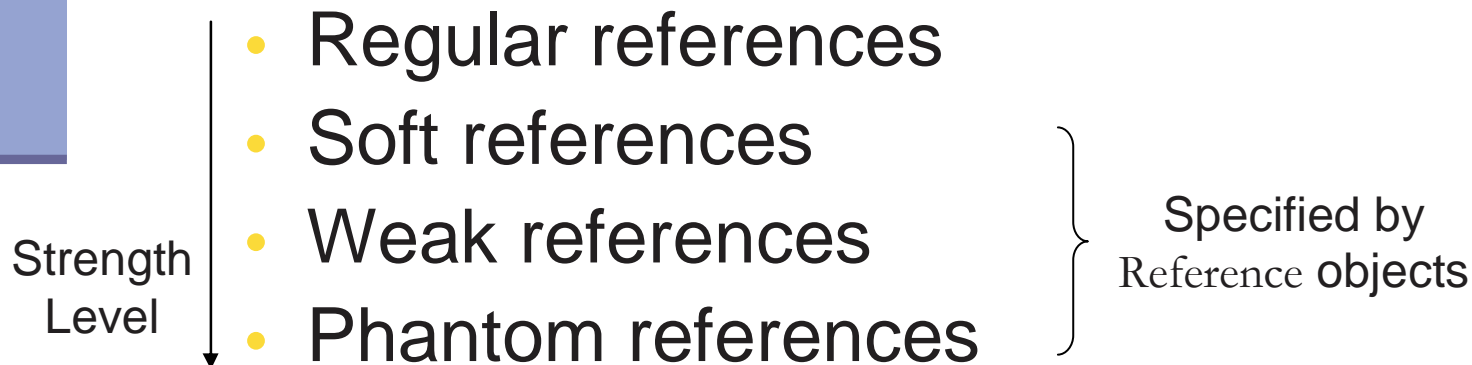 • Regular references
• Soft references
• Weak references
• Phantom references
Strength
Level
Specified by
Reference objects